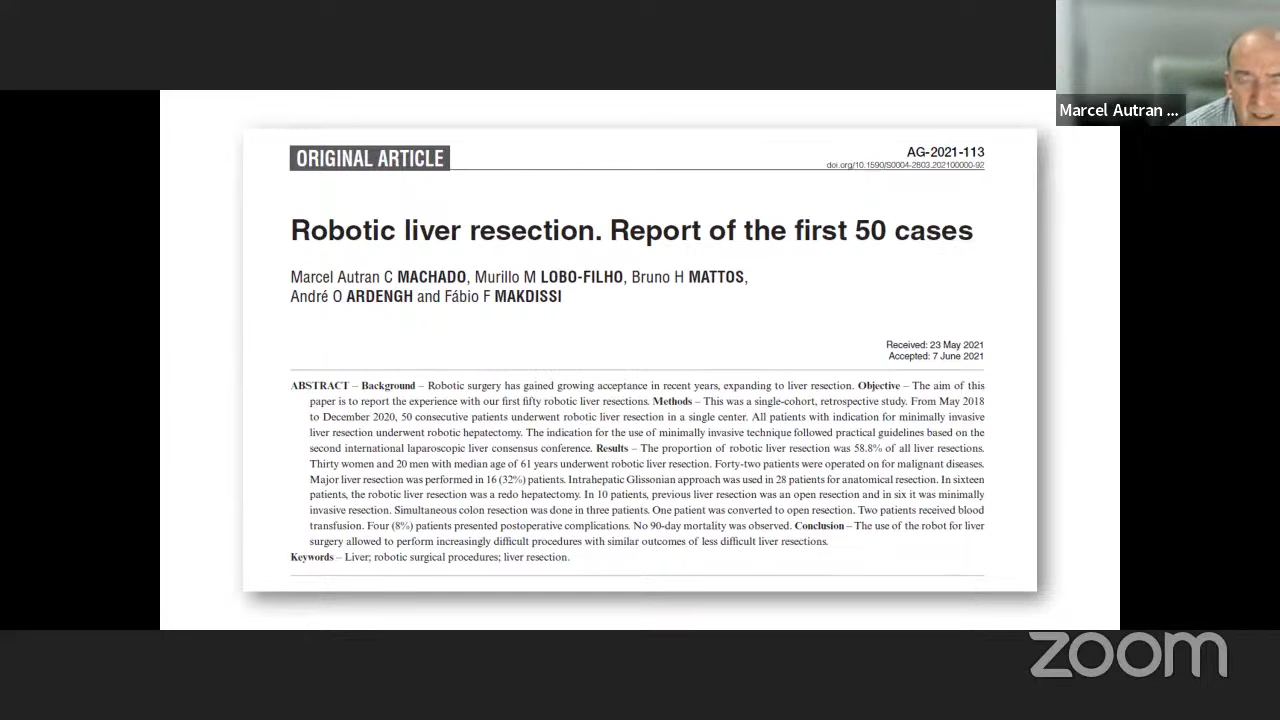 Marcel Autran ...
ORIGINAL ARTICLE
AG-2021-113
doi.org/10.1590/S0004-2803.202100000-92
Robotic liver resection. Report of the first 50 cases
Marcel Autran C MACHADO, Murillo M LOBO-FILHO, Bruno H MATTOS,
André O ARDENGH and Fábio F MAKDISSI
Received: 23 May 2021
Accepted: 7 June 2021
ABSTRACT – Background – Robotic surgery has gained growing acceptance in recent years, expanding to liver resection. Objective – The aim of this
paper is to report the experience with our first fifty robotic liver resections. Methods – This was a single-cohort, retrospective study. From May 2018
to December 2020, 50 consecutive patients underwent robotic liver resection in a single center. All patients with indication for minimally invasive
liver resection underwent robotic hepatectomy. The indication for the use of minimally invasive technique followed practical guidelines based on the
second international laparoscopic liver consensus conference. Results – The proportion of robotic liver resection was 58.8% of all liver resections.
Thirty women and 20 men with median age of 61 years underwent robotic liver resection. Forty-two patients were operated on for malignant diseases.
Major liver resection was performed in 16 (32%) patients. Intrahepatic Glissonian approach was used in 28 patients for anatomical resection. In sixteen
patients, the robotic liver resection was a redo hepatectomy. In 10 patients, previous liver resection was an open resection and in six it was minimally
invasive resection. Simultaneous colon resection was done in three patients. One patient was converted to open resection. Two patients received blood
transfusion. Four (8%) patients presented postoperative complications. No 90-day mortality was observed. Conclusion – The use of the robot for liver
surgery allowed to perform increasingly difficult procedures with similar outcomes of less difficult liver resections.
Keywords – Liver; robotic surgical procedures; liver resection.
zoom